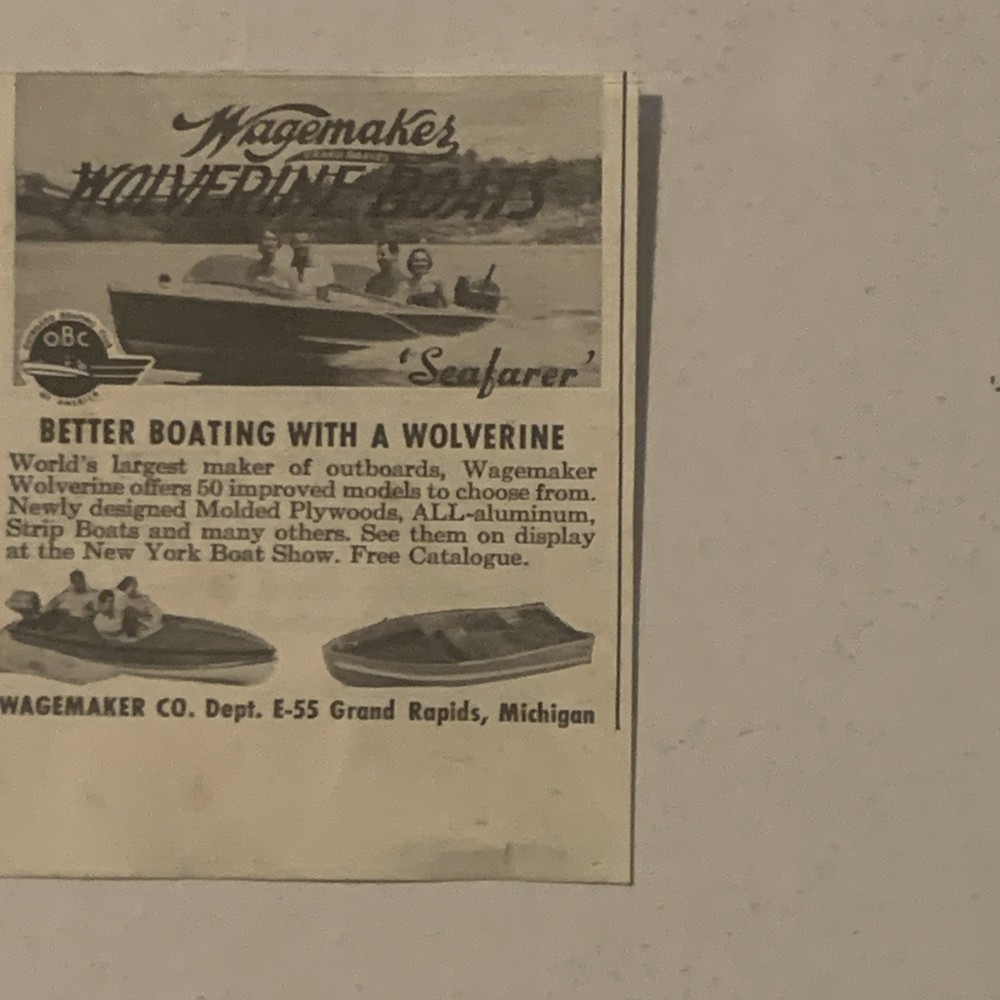 Wagemaker
WOLVERINE BOATS
OBC
OF AMERICA
'Seafarer'
BETTER BOATING WITH A WOLVERINE
World's largest maker of outboards, Wagemaker
Wolverine offers 50 improved models to choose from.
Newly designed Molded Plywoods, ALL-aluminum,
Strip Boats and many others. See them on display
at the New York Boat Show. Free Catalogue.
WAGEMAKER CO. Dept. E-55 Grand Rapids, Michigan